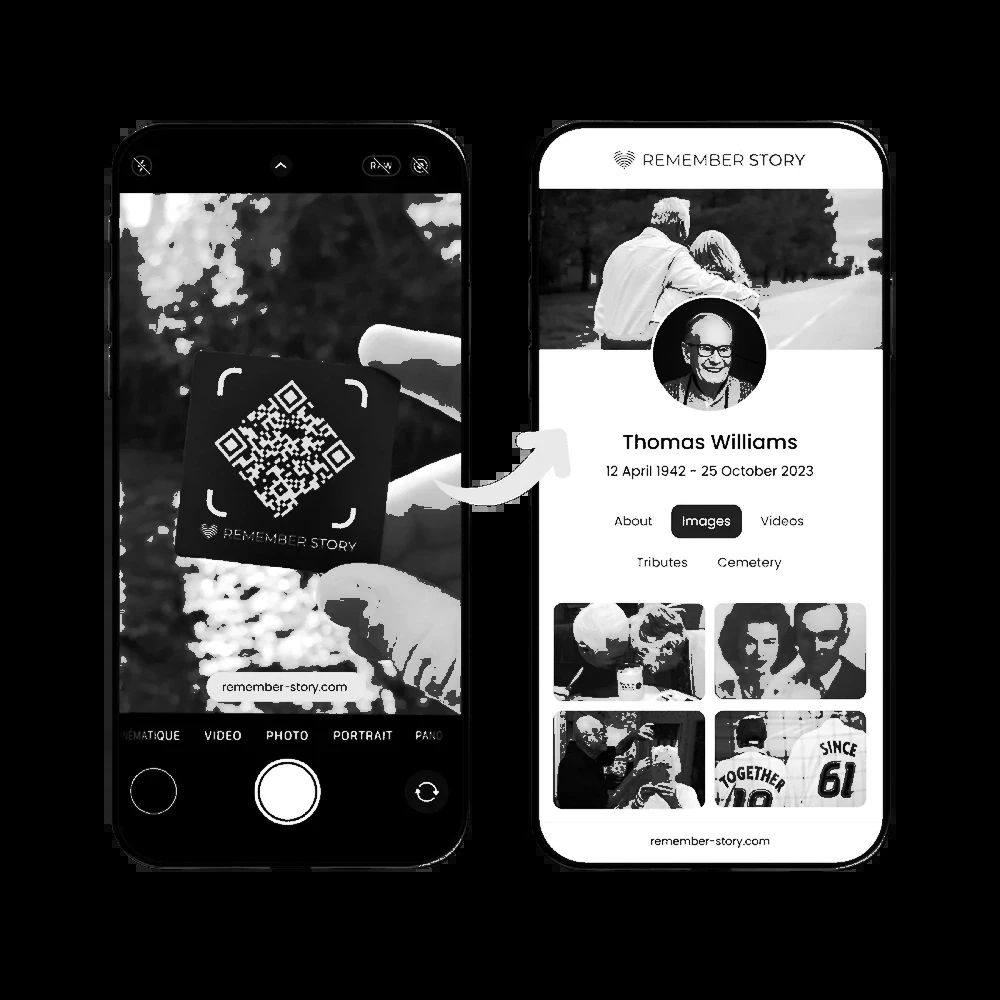 RAW
REMEMBER STORY
remember-story.com
VIDEO
PHOTO
PORTRAIT
PANO
REMEMBER STORY
Thomas Williams
12 April 1942 - 25 October 2023
About
Images
Videos
Tributes
Cemetery
TOGETHER
SINCE
61
remember-story.com